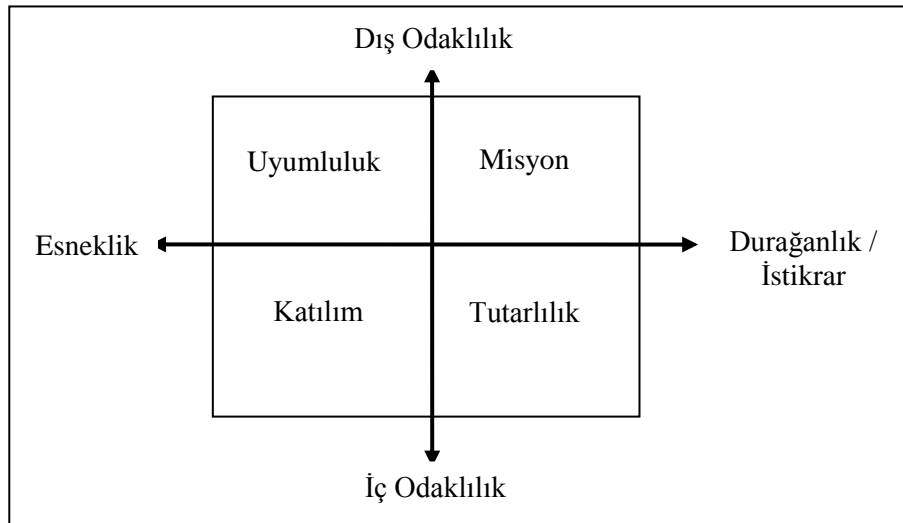 Dış Odaklılık
Uyumluluk
Misyon
Esneklik
Durağanlık /
İstikrar
Katılım
Tutarlılık
İç Odaklılık